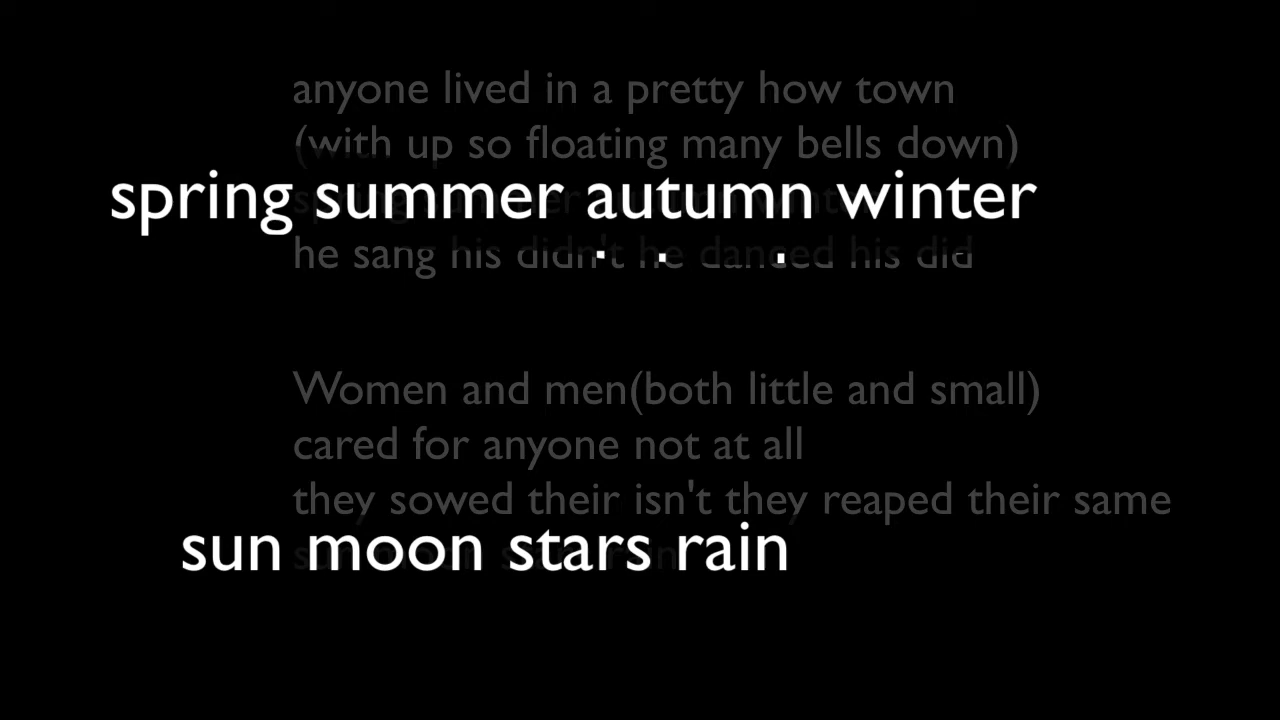 anyone lived in a pretty how town
(with up so floating many bells down)
spring summer autumn winter
he sang his didn't he danced his did
Women and men(both little and small)
cared for anyone not at all
they sowed their isn't they reaped their same
sun moon stars rain